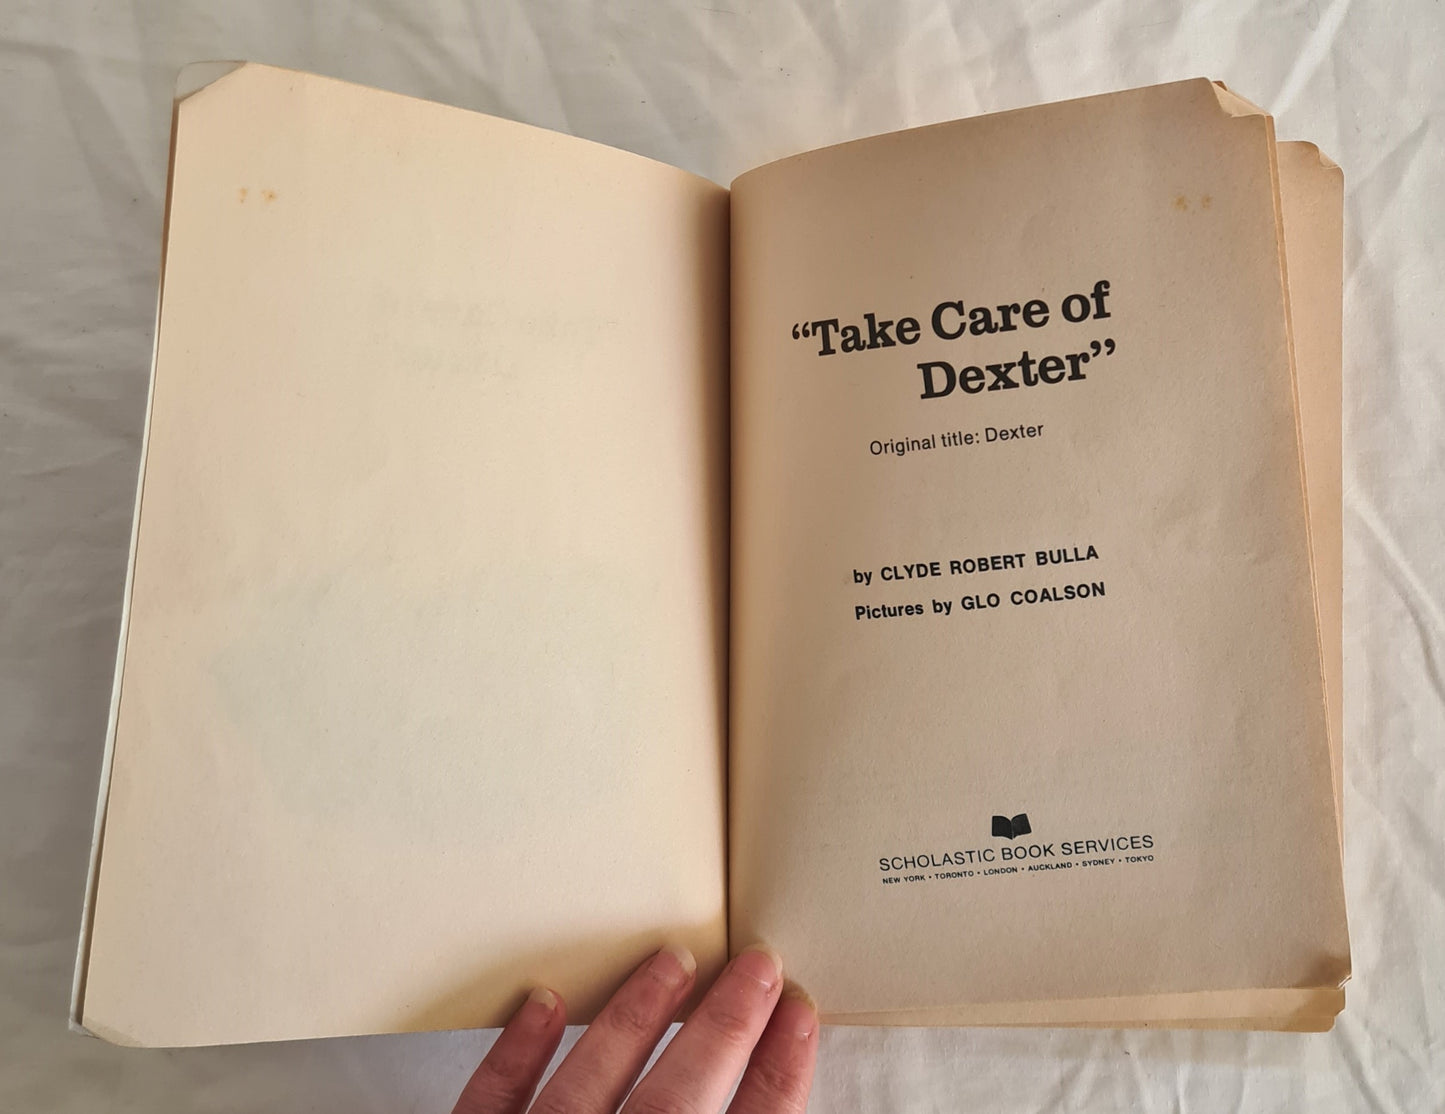 “Take Care of
Dexter”
Original title: Dexter
by CLYDE ROBERT BULLA
Pictures by GLO COALSON
SCHOLASTIC BOOK SERVICES
NEW YORK • TORONTO • LONDON • AUCKLAND • SYDNEY • TOKYO